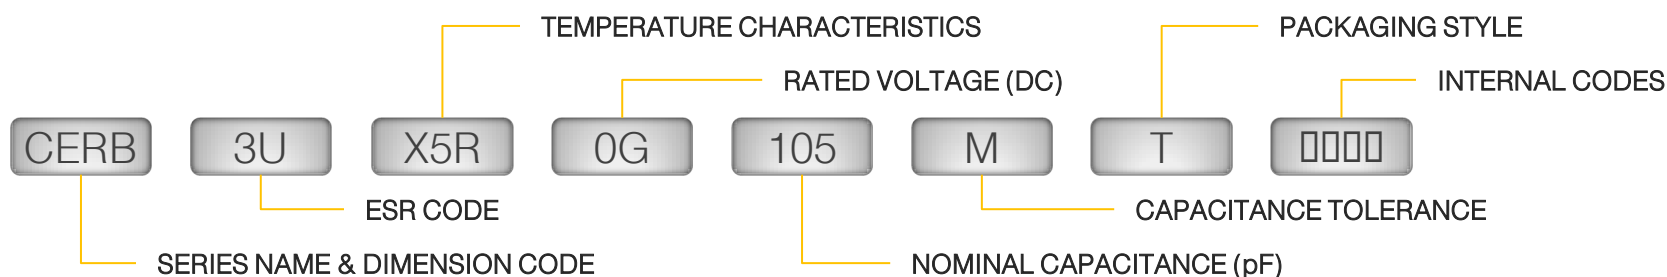 TEMPERATURE CHARACTERISTICS PACKAGING STYLE
RATED VOLTAGE (DC) INTERNAL CODES
CERB 3U X5R 0G 105 M T ▯▯▯▯
ESR CODE CAPACITANCE TOLERANCE
SERIES NAME & DIMENSION CODE NOMINAL CAPACITANCE (pF)